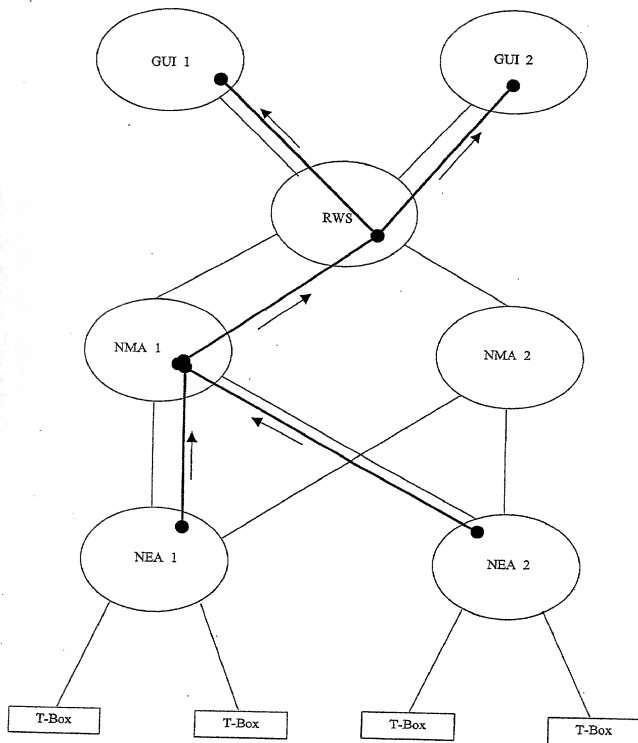 GUI 1
GUI 2
RWS
NMA 1
NMA 2
NEA 1
NEA 2
T-Box
T-Box
T-Box
T-Box